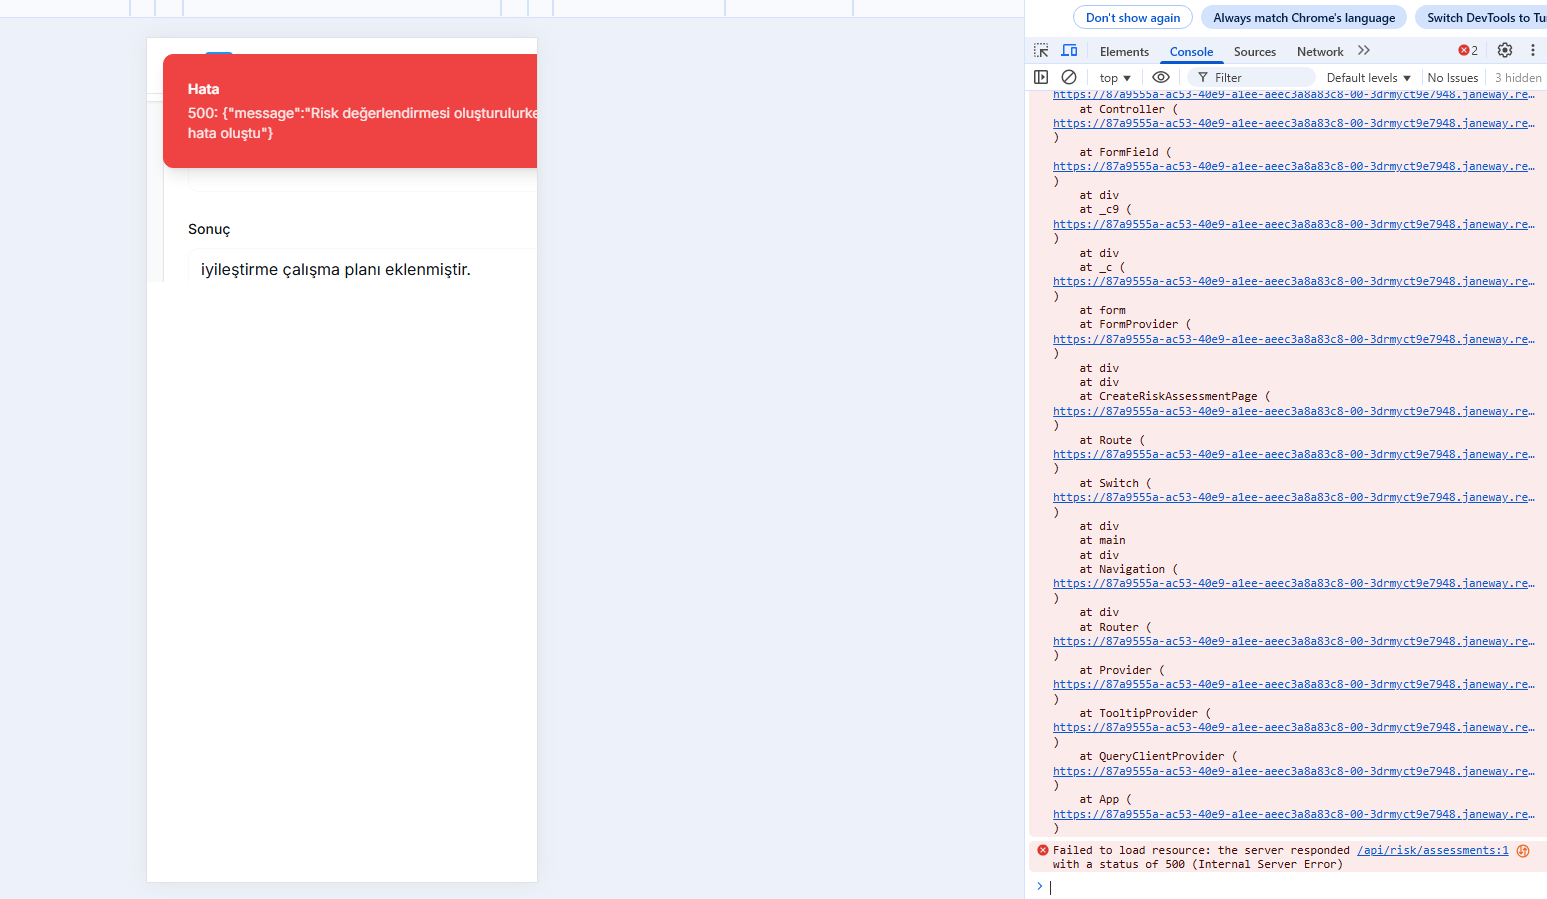 Hata
500: {"message":"Risk değerlendirmesi oluşturulurke
hata oluştu"}
Sonuç
iyileştirme çalışma planı eklenmiştir.
Don't show again
Always match Chrome's language
Switch DevTools to Tu
Elements
Console
Sources
Network
2
top
Filter
Default levels
No Issues
3 hidden
https://87a9555a-ac53-40e9-a1ee-aeec3a8a83c8-00-3drmyct9e7948.janeway.re…
at Controller (
https://87a9555a-ac53-40e9-a1ee-aeec3a8a83c8-00-3drmyct9e7948.janeway.re…
)
at FormField (
https://87a9555a-ac53-40e9-a1ee-aeec3a8a83c8-00-3drmyct9e7948.janeway.re…
)
at div
at _c9 (
https://87a9555a-ac53-40e9-a1ee-aeec3a8a83c8-00-3drmyct9e7948.janeway.re…
)
at div
at _c (
https://87a9555a-ac53-40e9-a1ee-aeec3a8a83c8-00-3drmyct9e7948.janeway.re…
)
at form
at FormProvider (
https://87a9555a-ac53-40e9-a1ee-aeec3a8a83c8-00-3drmyct9e7948.janeway.re…
)
at div
at div
at CreateRiskAssessmentPage (
https://87a9555a-ac53-40e9-a1ee-aeec3a8a83c8-00-3drmyct9e7948.janeway.re…
)
at Route (
https://87a9555a-ac53-40e9-a1ee-aeec3a8a83c8-00-3drmyct9e7948.janeway.re…
)
at Switch (
https://87a9555a-ac53-40e9-a1ee-aeec3a8a83c8-00-3drmyct9e7948.janeway.re…
)
at div
at main
at div
at Navigation (
https://87a9555a-ac53-40e9-a1ee-aeec3a8a83c8-00-3drmyct9e7948.janeway.re…
)
at div
at Router (
https://87a9555a-ac53-40e9-a1ee-aeec3a8a83c8-00-3drmyct9e7948.janeway.re…
)
at Provider (
https://87a9555a-ac53-40e9-a1ee-aeec3a8a83c8-00-3drmyct9e7948.janeway.re…
)
at TooltipProvider (
https://87a9555a-ac53-40e9-a1ee-aeec3a8a83c8-00-3drmyct9e7948.janeway.re…
)
at QueryClientProvider (
https://87a9555a-ac53-40e9-a1ee-aeec3a8a83c8-00-3drmyct9e7948.janeway.re…
)
at App (
https://87a9555a-ac53-40e9-a1ee-aeec3a8a83c8-00-3drmyct9e7948.janeway.re…
)
Failed to load resource: the server responded /api/risk/assessments:1
with a status of 500 (Internal Server Error)